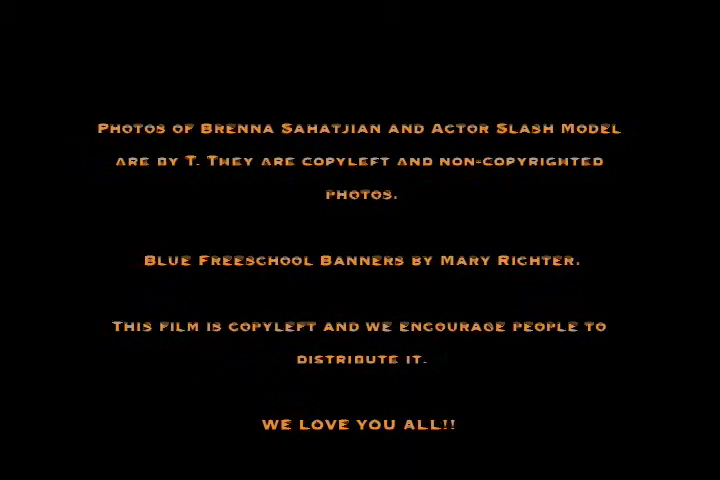 Photos of Brenna Sahatjian and Actor Slash Model
are by T. They are copyleft and non-copyrighted
photos.
Blue Freeschool Banners by Mary Richter.
This film is copyleft and we encourage people to
distribute it.
WE LOVE YOU ALL!!